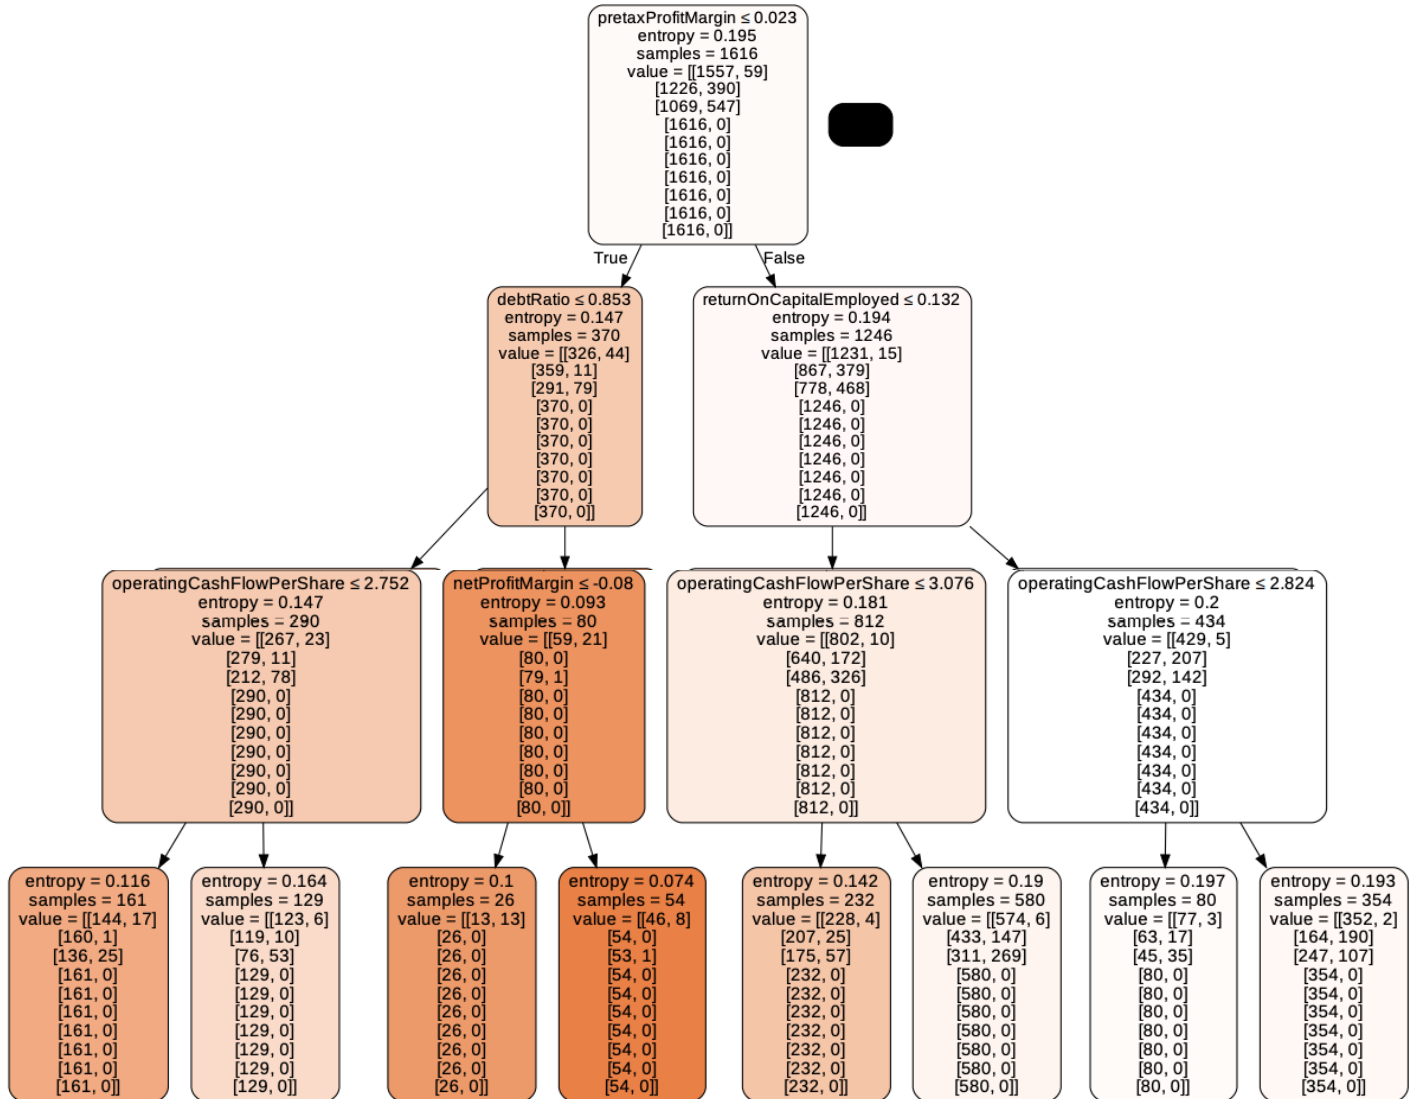 pretaxProfitMargin ≤ 0.023
entropy = 0.195
samples = 1616
value = [[1557, 59]
[1226, 390]
[1069, 547]
[1616, 0]
[1616, 0]
[1616, 0]
[1616, 0]
[1616, 0]
[1616, 0]
[1616, 0]]
True
False
debtRatio ≤ 0.853
entropy = 0.147
samples = 370
value = [[326, 44]
[359, 11]
[291, 79]
[370, 0]
[370, 0]
[370, 0]
[370, 0]
[370, 0]
[370, 0]
[370, 0]]
returnOnCapitalEmployed ≤ 0.132
entropy = 0.194
samples = 1246
value = [[1231, 15]
[867, 379]
[778, 468]
[1246, 0]
[1246, 0]
[1246, 0]
[1246, 0]
[1246, 0]
[1246, 0]
[1246, 0]]
operatingCashFlowPerShare ≤ 2.752
entropy = 0.147
samples = 290
value = [[267, 23]
[279, 11]
[212, 78]
[290, 0]
[290, 0]
[290, 0]
[290, 0]
[290, 0]
[290, 0]
[290, 0]]
netProfitMargin ≤ -0.08
entropy = 0.093
samples = 80
value = [[59, 21]
[80, 0]
[79, 1]
[80, 0]
[80, 0]
[80, 0]
[80, 0]
[80, 0]
[80, 0]
[80, 0]]
operatingCashFlowPerShare ≤ 3.076
entropy = 0.181
samples = 812
value = [[802, 10]
[640, 172]
[486, 326]
[812, 0]
[812, 0]
[812, 0]
[812, 0]
[812, 0]
[812, 0]
[812, 0]]
operatingCashFlowPerShare ≤ 2.824
entropy = 0.2
samples = 434
value = [[429, 5]
[227, 207]
[292, 142]
[434, 0]
[434, 0]
[434, 0]
[434, 0]
[434, 0]
[434, 0]
[434, 0]]
entropy = 0.116
samples = 161
value = [[144, 17]
[160, 1]
[136, 25]
[161, 0]
[161, 0]
[161, 0]
[161, 0]
[161, 0]
[161, 0]
[161, 0]]
entropy = 0.164
samples = 129
value = [[123, 6]
[119, 10]
[76, 53]
[129, 0]
[129, 0]
[129, 0]
[129, 0]
[129, 0]
[129, 0]
[129, 0]]
entropy = 0.1
samples = 26
value = [[13, 13]
[26, 0]
[26, 0]
[26, 0]
[26, 0]
[26, 0]
[26, 0]
[26, 0]
[26, 0]
[26, 0]]
entropy = 0.074
samples = 54
value = [[46, 8]
[54, 0]
[53, 1]
[54, 0]
[54, 0]
[54, 0]
[54, 0]
[54, 0]
[54, 0]
[54, 0]]
entropy = 0.142
samples = 232
value = [[228, 4]
[207, 25]
[175, 57]
[232, 0]
[232, 0]
[232, 0]
[232, 0]
[232, 0]
[232, 0]
[232, 0]]
entropy = 0.19
samples = 580
value = [[574, 6]
[433, 147]
[311, 269]
[580, 0]
[580, 0]
[580, 0]
[580, 0]
[580, 0]
[580, 0]
[580, 0]]
entropy = 0.197
samples = 80
value = [[77, 3]
[63, 17]
[45, 35]
[80, 0]
[80, 0]
[80, 0]
[80, 0]
[80, 0]
[80, 0]
[80, 0]]
entropy = 0.193
samples = 354
value = [[352, 2]
[164, 190]
[247, 107]
[354, 0]
[354, 0]
[354, 0]
[354, 0]
[354, 0]
[354, 0]
[354, 0]]